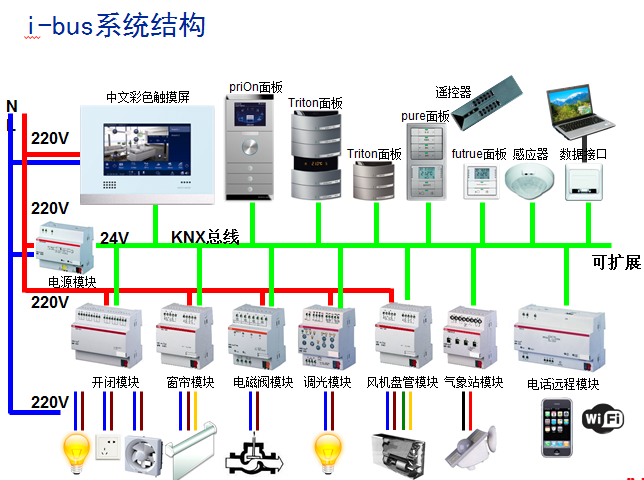 i-bus系统结构
N
L
中文彩色触摸屏
priOn面板
Triton面板
遥控器
pure面板
220V
Triton面板
futrue面板
感应器
数据接口
220V
24V
KNX总线
可扩展
电源模块
220V
开闭模块
窗帘模块
电磁阀模块
调光模块
风机盘管模块
气象站模块
电话远程模块
220V
WiFi